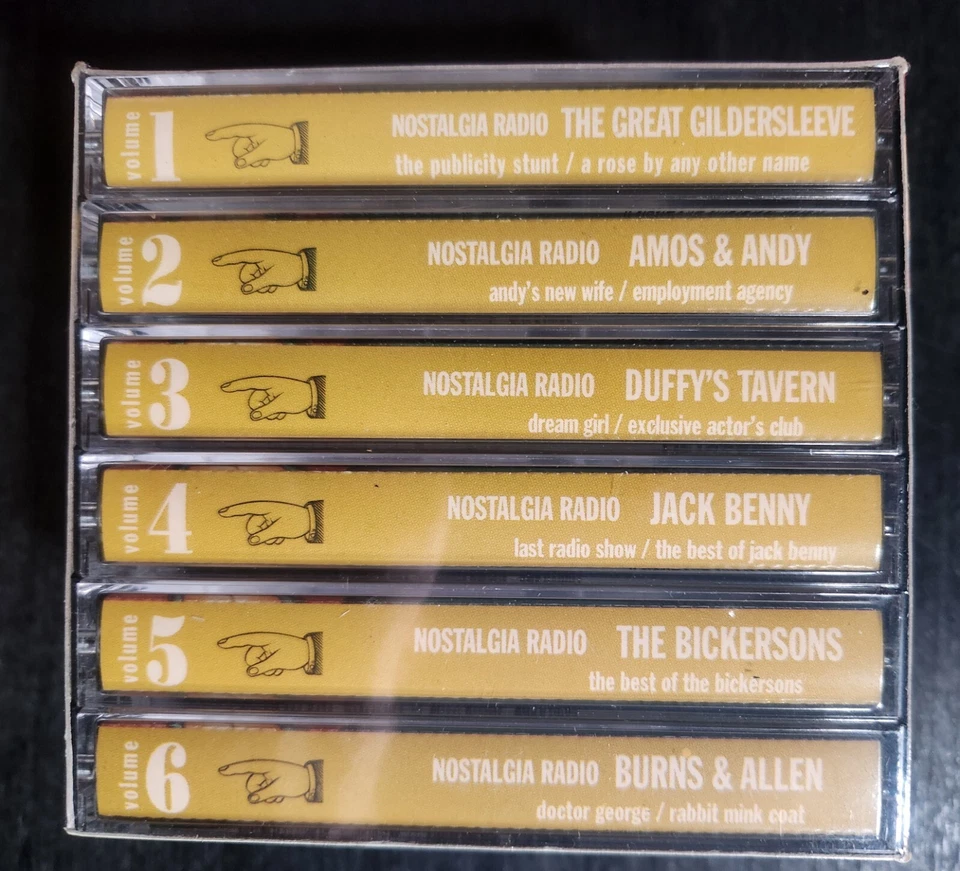 volume 1 NOSTALGIA RADIO THE GREAT GILDERSLEEVE
the publicity stunt / a rose by any other name
volume 2 NOSTALGIA RADIO AMOS & ANDY
andy's new wife / employment agency
volume 3 NOSTALGIA RADIO DUFFY'S TAVERN
dream girl / exclusive actor's club
volume 4 NOSTALGIA RADIO JACK BENNY
last radio show / the best of jack benny
volume 5 NOSTALGIA RADIO THE BICKERSONS
the best of the bickersons
volume 6 NOSTALGIA RADIO BURNS & ALLEN
doctor george / rabbit mink coat